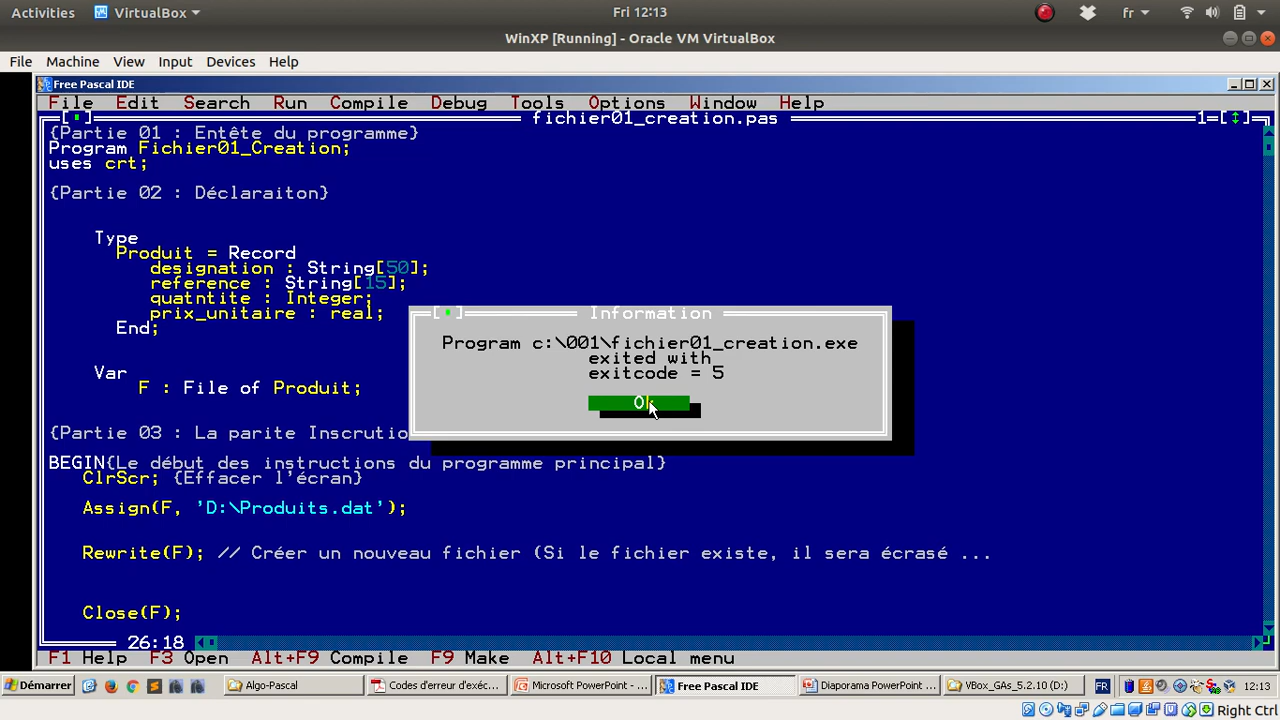 Activities VirtualBox Fri 12:13 fr
WinXP [Running] - Oracle VM VirtualBox
File Machine View Input Devices Help
Free Pascal IDE
File Edit Search Run Compile Debug Tools Options Window Help
fichier01_creation.pas 1
{Partie 01 : Entête du programme}
Program Fichier01_Creation;
uses crt;
{Partie 02 : Déclaraiton}
Type
Produit = Record
designation : String[50];
reference : String[15];
quatntite : Integer;
prix_unitaire : real;
End;
Var
F : File of Produit;
{Partie 03 : La parite Inscrutio
BEGIN{Le début des instructions du programme principal}
ClrScr; {Effacer l'écran}
Assign(F, 'D:\Produits.dat');
Rewrite(F); // Créer un nouveau fichier (Si le fichier existe, il sera écrasé ...
Close(F);
26:18
Information
Program c:\001\fichier01_creation.exe
exited with
exitcode = 5
Ok
F1 Help F3 Open Alt+F9 Compile F9 Make Alt+F10 Local menu
Démarrer Algo-Pascal Codes d'erreur d'exéc... Microsoft PowerPoint - ... Free Pascal IDE Diaporama PowerPoint ... VBox_GAs_5.2.10 (D:) FR 12:13
Right Ctrl